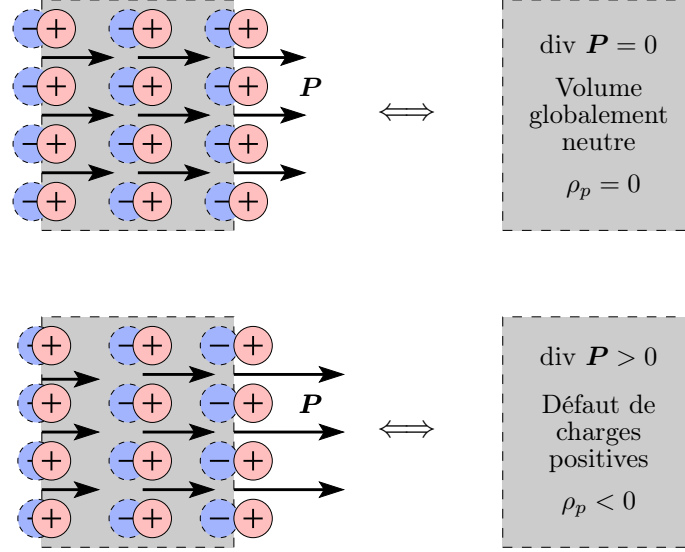 P
⟺
div P = 0
Volume
globalement
neutre
ρp = 0
P
⟺
div P > 0
Défaut de
charges
positives
ρp < 0